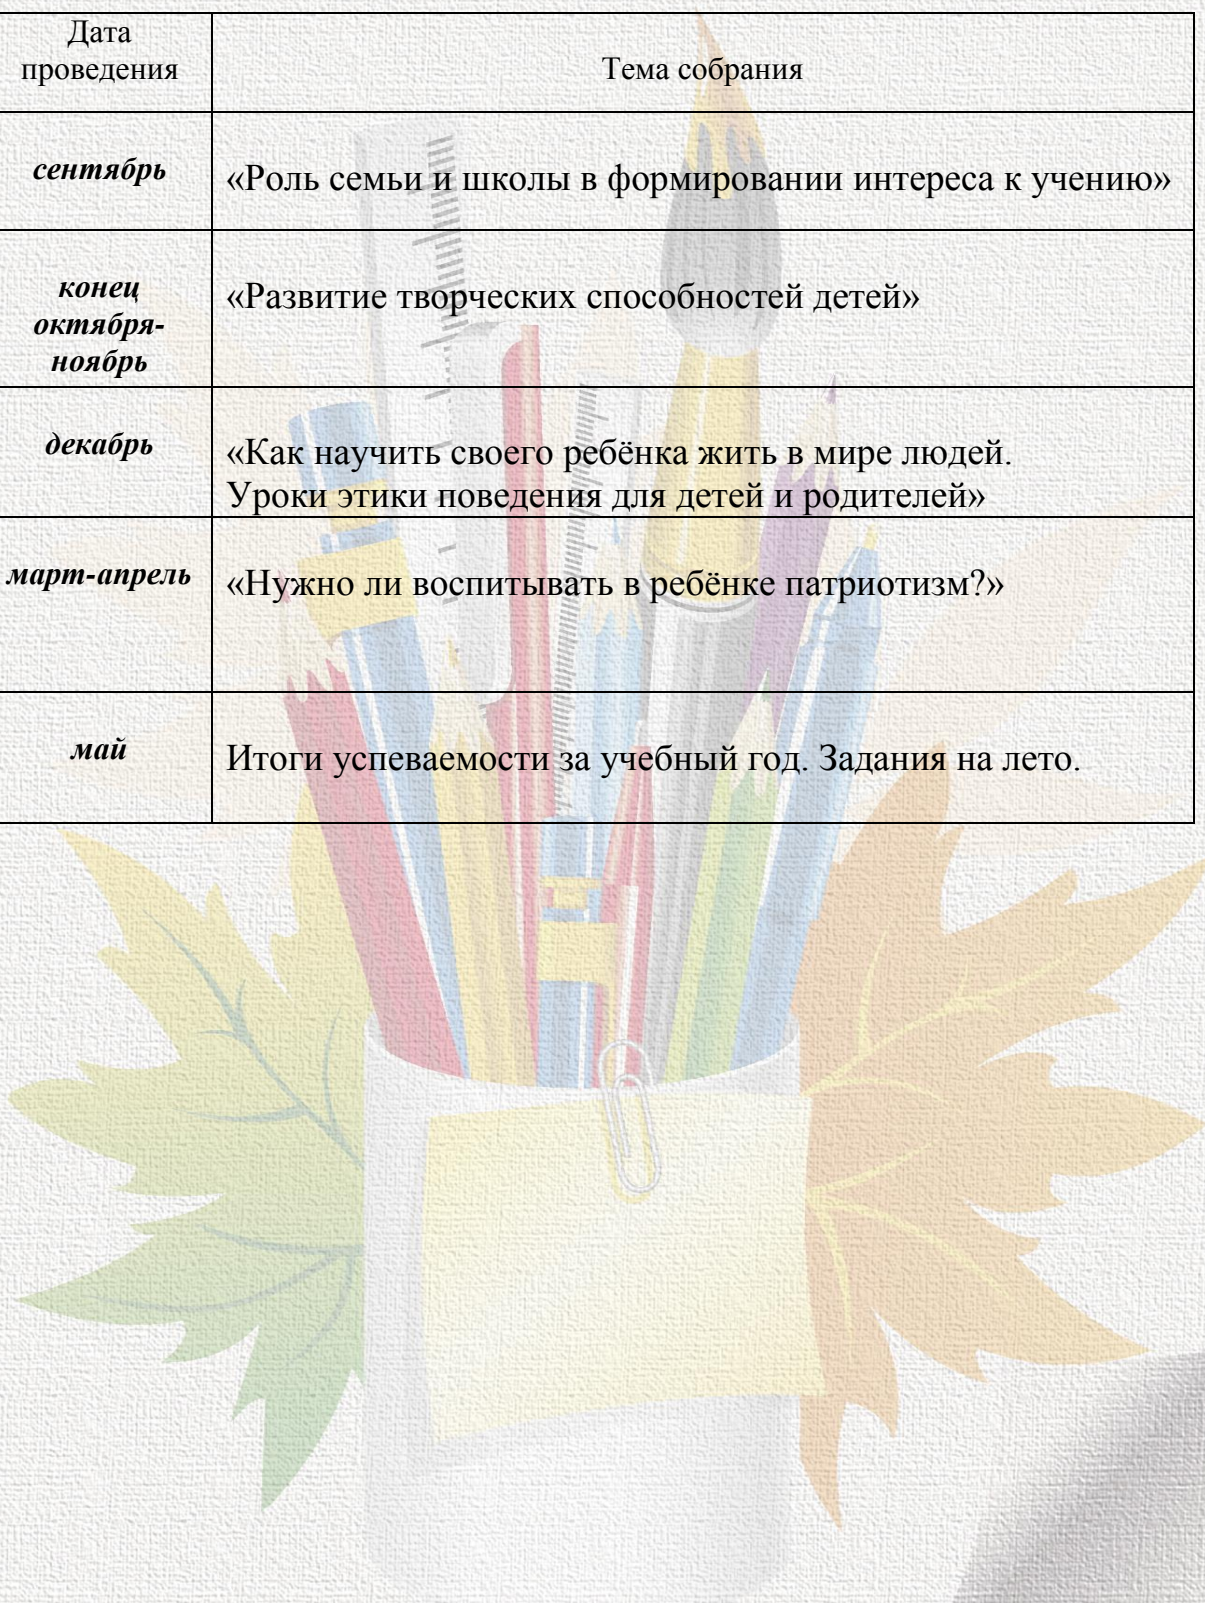 Дата
проведения
Тема собрания
сентябрь
«Роль семьи и школы в формировании интереса к учению»
конец
октября-
ноябрь
«Развитие творческих способностей детей»
декабрь
«Как научить своего ребёнка жить в мире людей.
Уроки этики поведения для детей и родителей»
март-апрель
«Нужно ли воспитывать в ребёнке патриотизм?»
май
Итоги успеваемости за учебный год. Задания на лето.